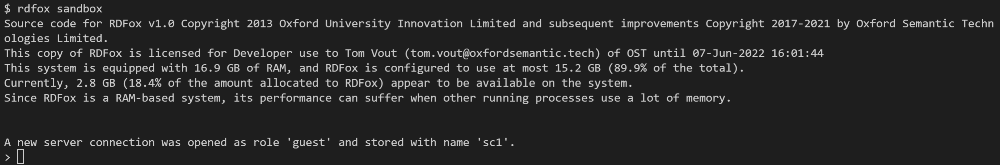 $ rdfox sandbox
Source code for RDFox v1.0 Copyright 2013 Oxford University Innovation Limited and subsequent improvements Copyright 2017-2021 by Oxford Semantic Techn
ologies Limited.
This copy of RDFox is licensed for Developer use to Tom Vout (tom.vout@oxfordsemantic.tech) of OST until 07-Jun-2022 16:01:44
This system is equipped with 16.9 GB of RAM, and RDFox is configured to use at most 15.2 GB (89.9% of the total).
Currently, 2.8 GB (18.4% of the amount allocated to RDFox) appear to be available on the system.
Since RDFox is a RAM-based system, its performance can suffer when other running processes use a lot of memory.
A new server connection was opened as role 'guest' and stored with name 'sc1'.
>